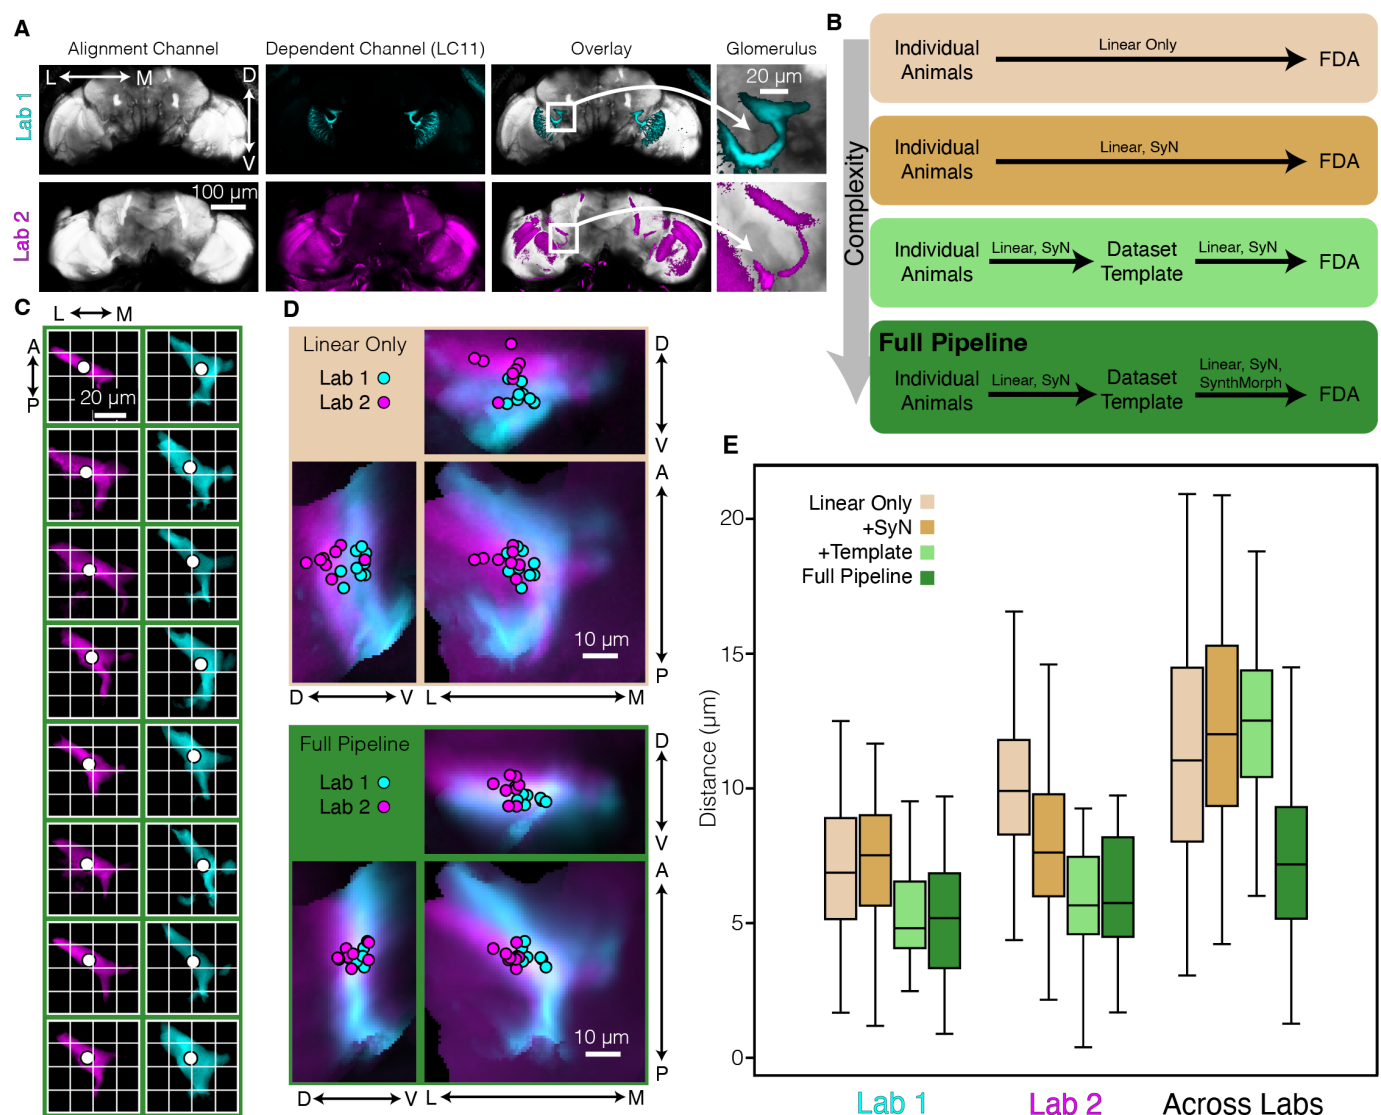 A
Alignment Channel
Dependent Channel (LC11)
Overlay
Glomerulus
L
M
D
V
20 µm
Lab 1
100 µm
Lab 2
B
Complexity
Individual
Animals
Linear Only
FDA
Individual
Animals
Linear, SyN
FDA
Individual
Animals
Linear, SyN
Dataset
Template
Linear, SyN
FDA
Full Pipeline
Individual
Animals
Linear, SyN
Dataset
Template
Linear, SyN,
SynthMorph
FDA
C
L
M
A
P
20 µm
D
Linear Only
Lab 1
Lab 2
D
V
A
P
10 µm
D
V
L
M
Full Pipeline
Lab 1
Lab 2
D
V
A
P
10 µm
D
V
L
M
E
Linear Only
+SyN
+Template
Full Pipeline
Distance (µm)
20
15
10
5
0
Lab 1
Lab 2
Across Labs